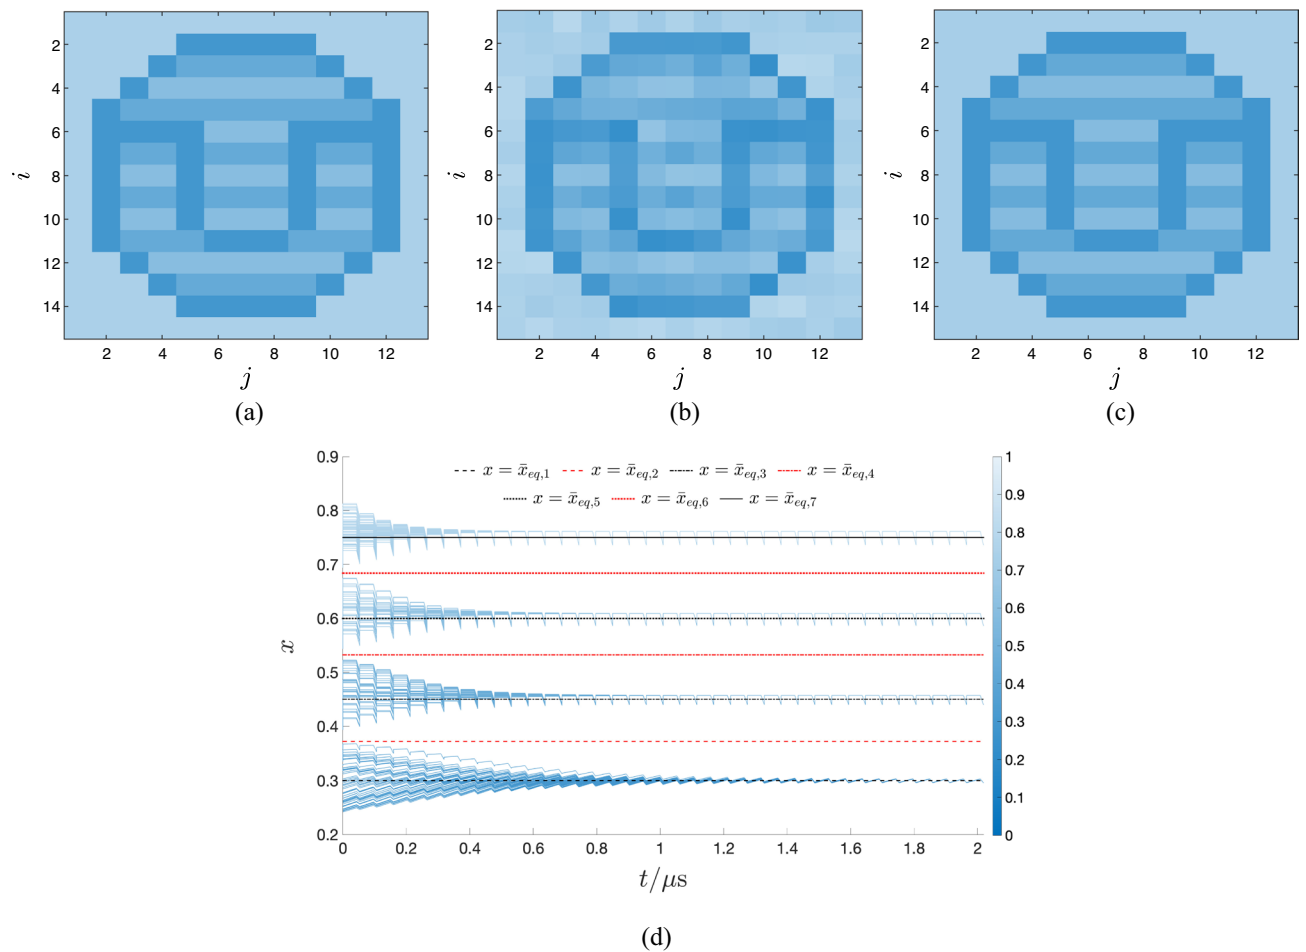 2
4
6
8
10
12
14
i
2 4 6 8 10 12
j
(a)
2
4
6
8
10
12
14
i
2 4 6 8 10 12
j
(b)
2
4
6
8
10
12
14
i
2 4 6 8 10 12
j
(c)
0.9
0.8
0.7
0.6
0.5
0.4
0.3
0.2
x
x = x̄eq,1 x = x̄eq,2 x = x̄eq,3 x = x̄eq,4
x = x̄eq,5 x = x̄eq,6 x = x̄eq,7
0 0.2 0.4 0.6 0.8 1 1.2 1.4 1.6 1.8 2
t/μs
1
0.9
0.8
0.7
0.6
0.5
0.4
0.3
0.2
0.1
0
(d)